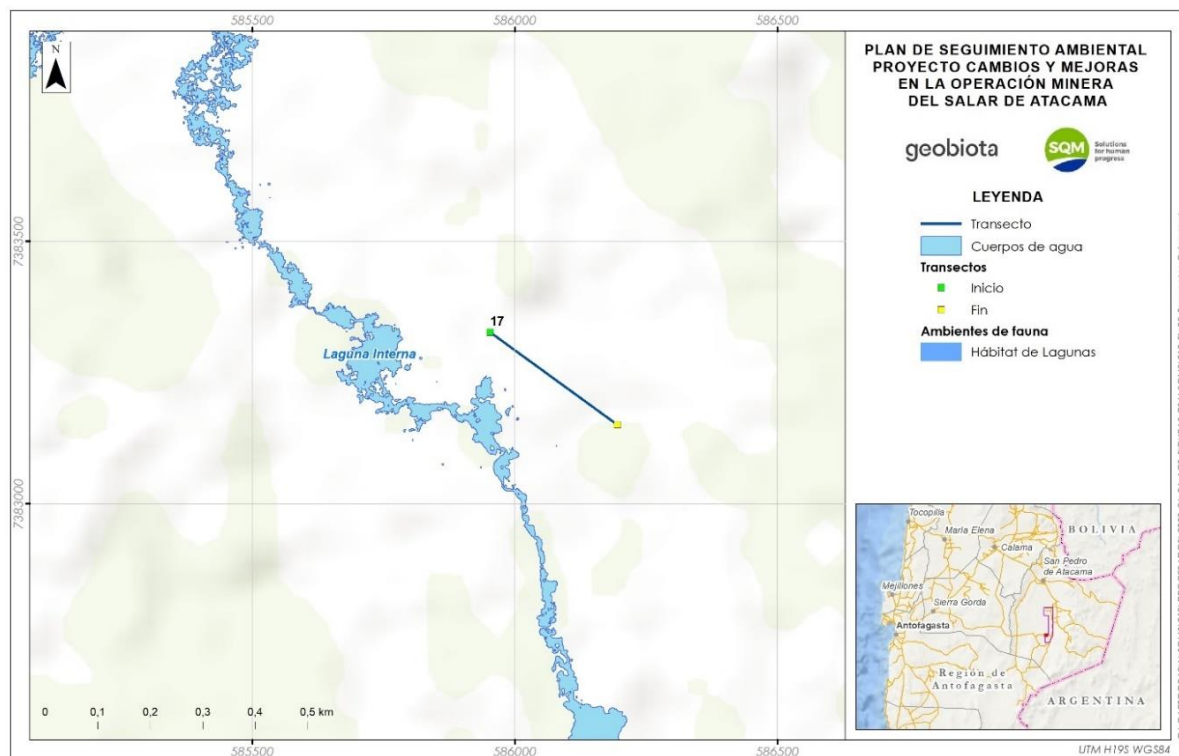 585500
586000
586500
N
7383500
7383000
17
Laguna Interna
0
0,1
0,2
0,3
0,4
0,5 km
585500
586000
586500
PLAN DE SEGUIMIENTO AMBIENTAL
PROYECTO CAMBIOS Y MEJORAS
EN LA OPERACIÓN MINERA
DEL SALAR DE ATACAMA
geobiota
SQM
Solutions
for human
progress
LEYENDA
Transecto
Cuerpos de agua
Transectos
Inicio
Fin
Ambientes de fauna
Hábitat de Lagunas
Tocopilla
María Elena
BOLIVIA
Calama
San Pedro
de Atacama
Mejillones
Sierra Gorda
Antofagasta
Región de
Antofagasta
ARGENTINA
UTM H19S WGS84